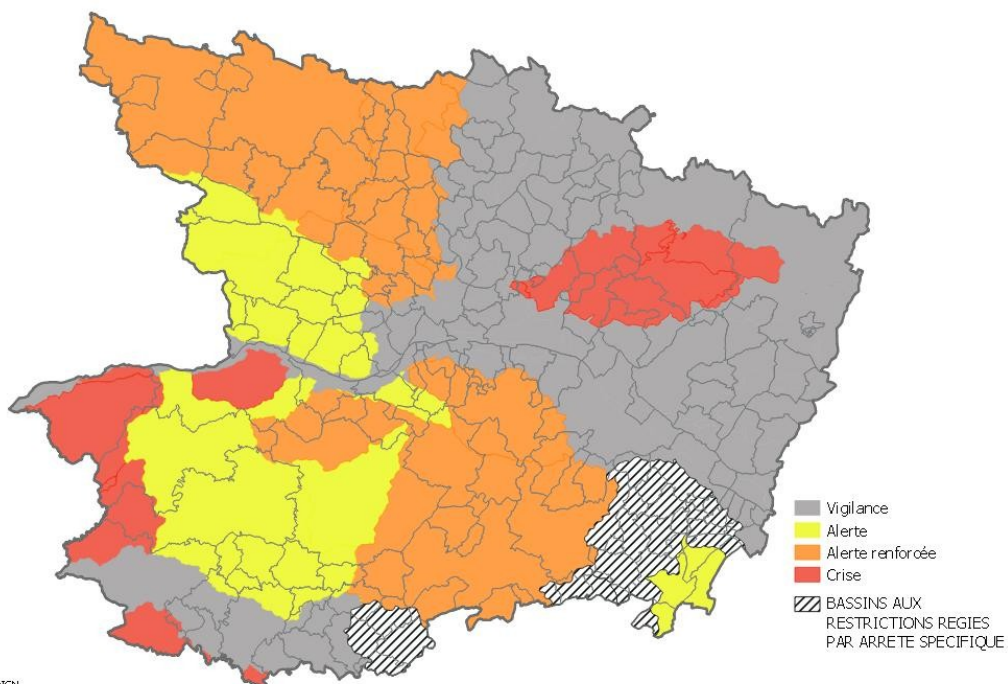 Vigilance
Alerte
Alerte renforcée
Crise
BASSINS AUX
RESTRICTIONS REGIES
PAR ARRETE SPECIFIQUE